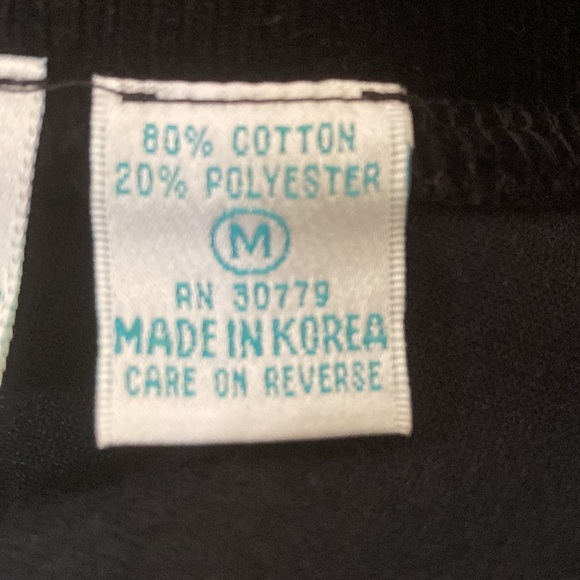 80% COTTON
20% POLYESTER
M
RN 30779
MADE IN KOREA
CARE ON REVERSE